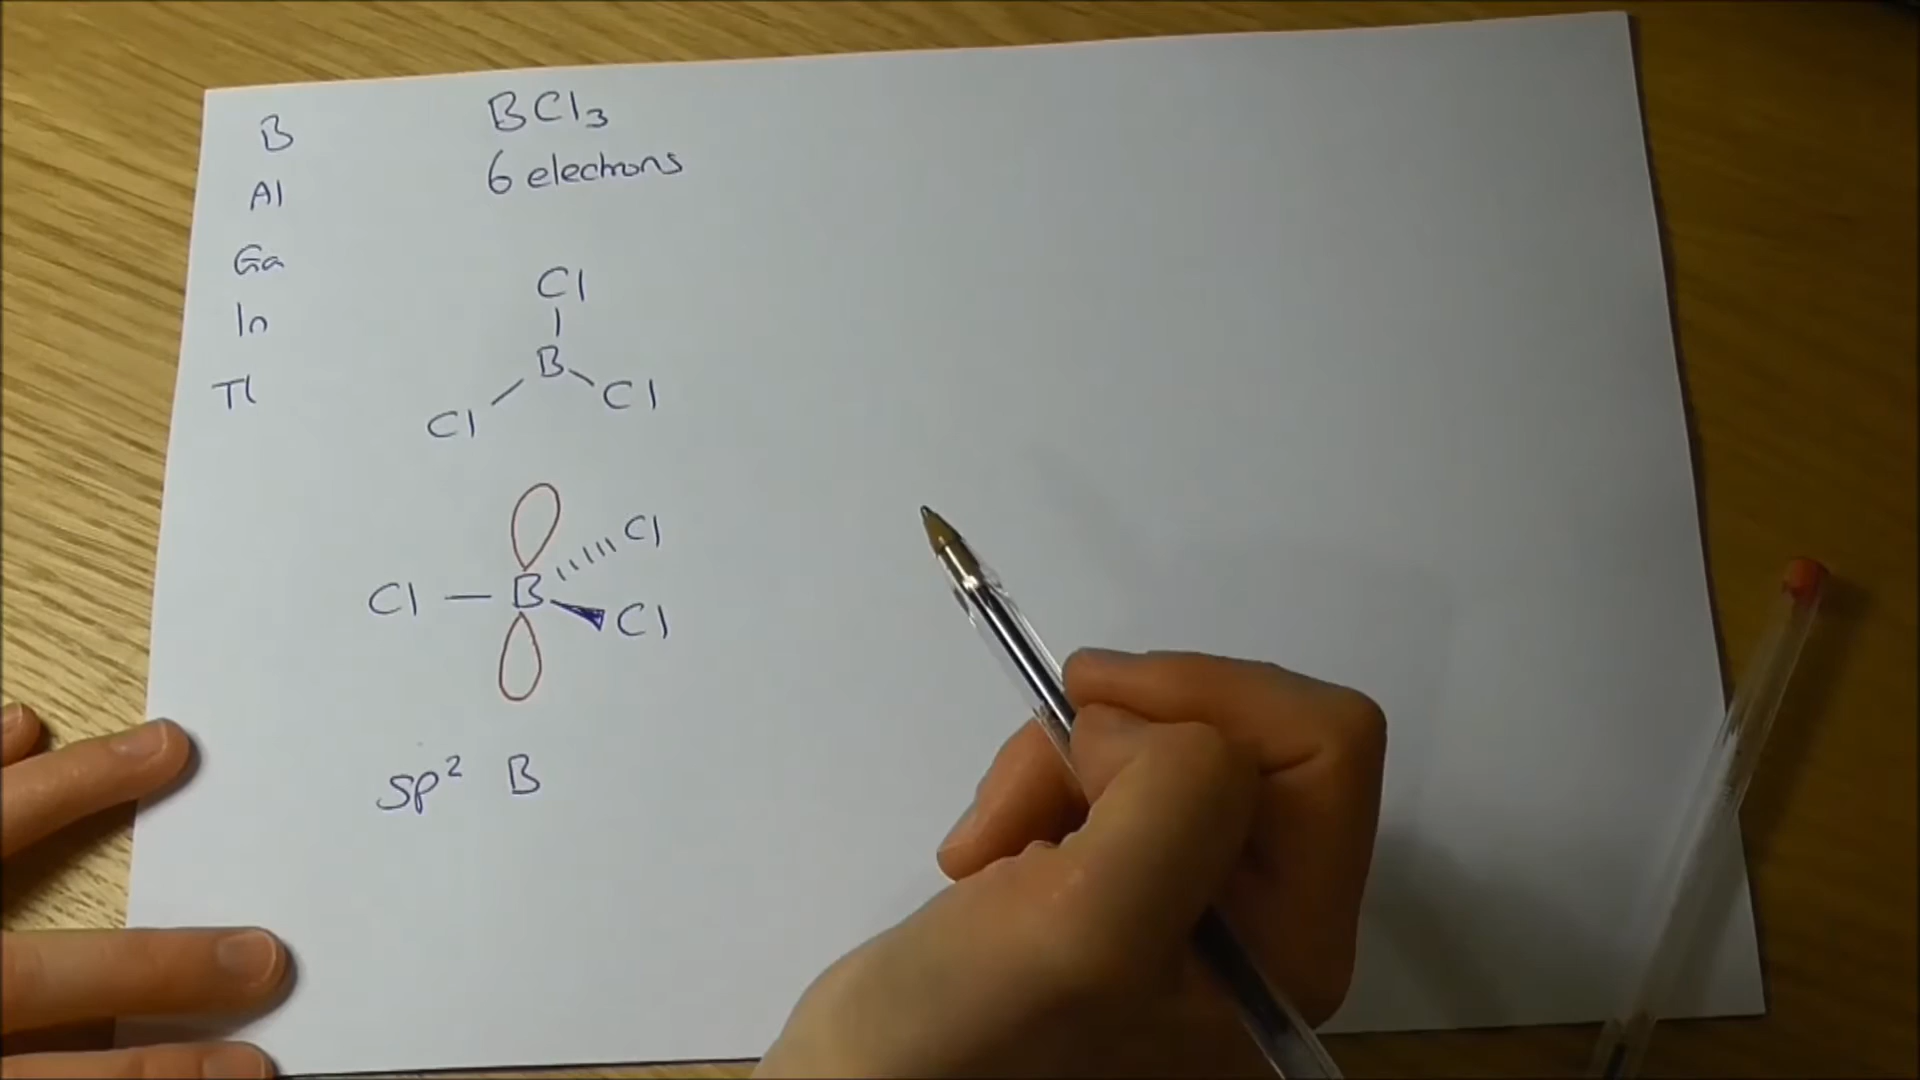 B
Al
Ga
In
Tl
BCl₃
6 electrons
Cl
B
Cl Cl
Cl
Cl — B
Cl
sp² B